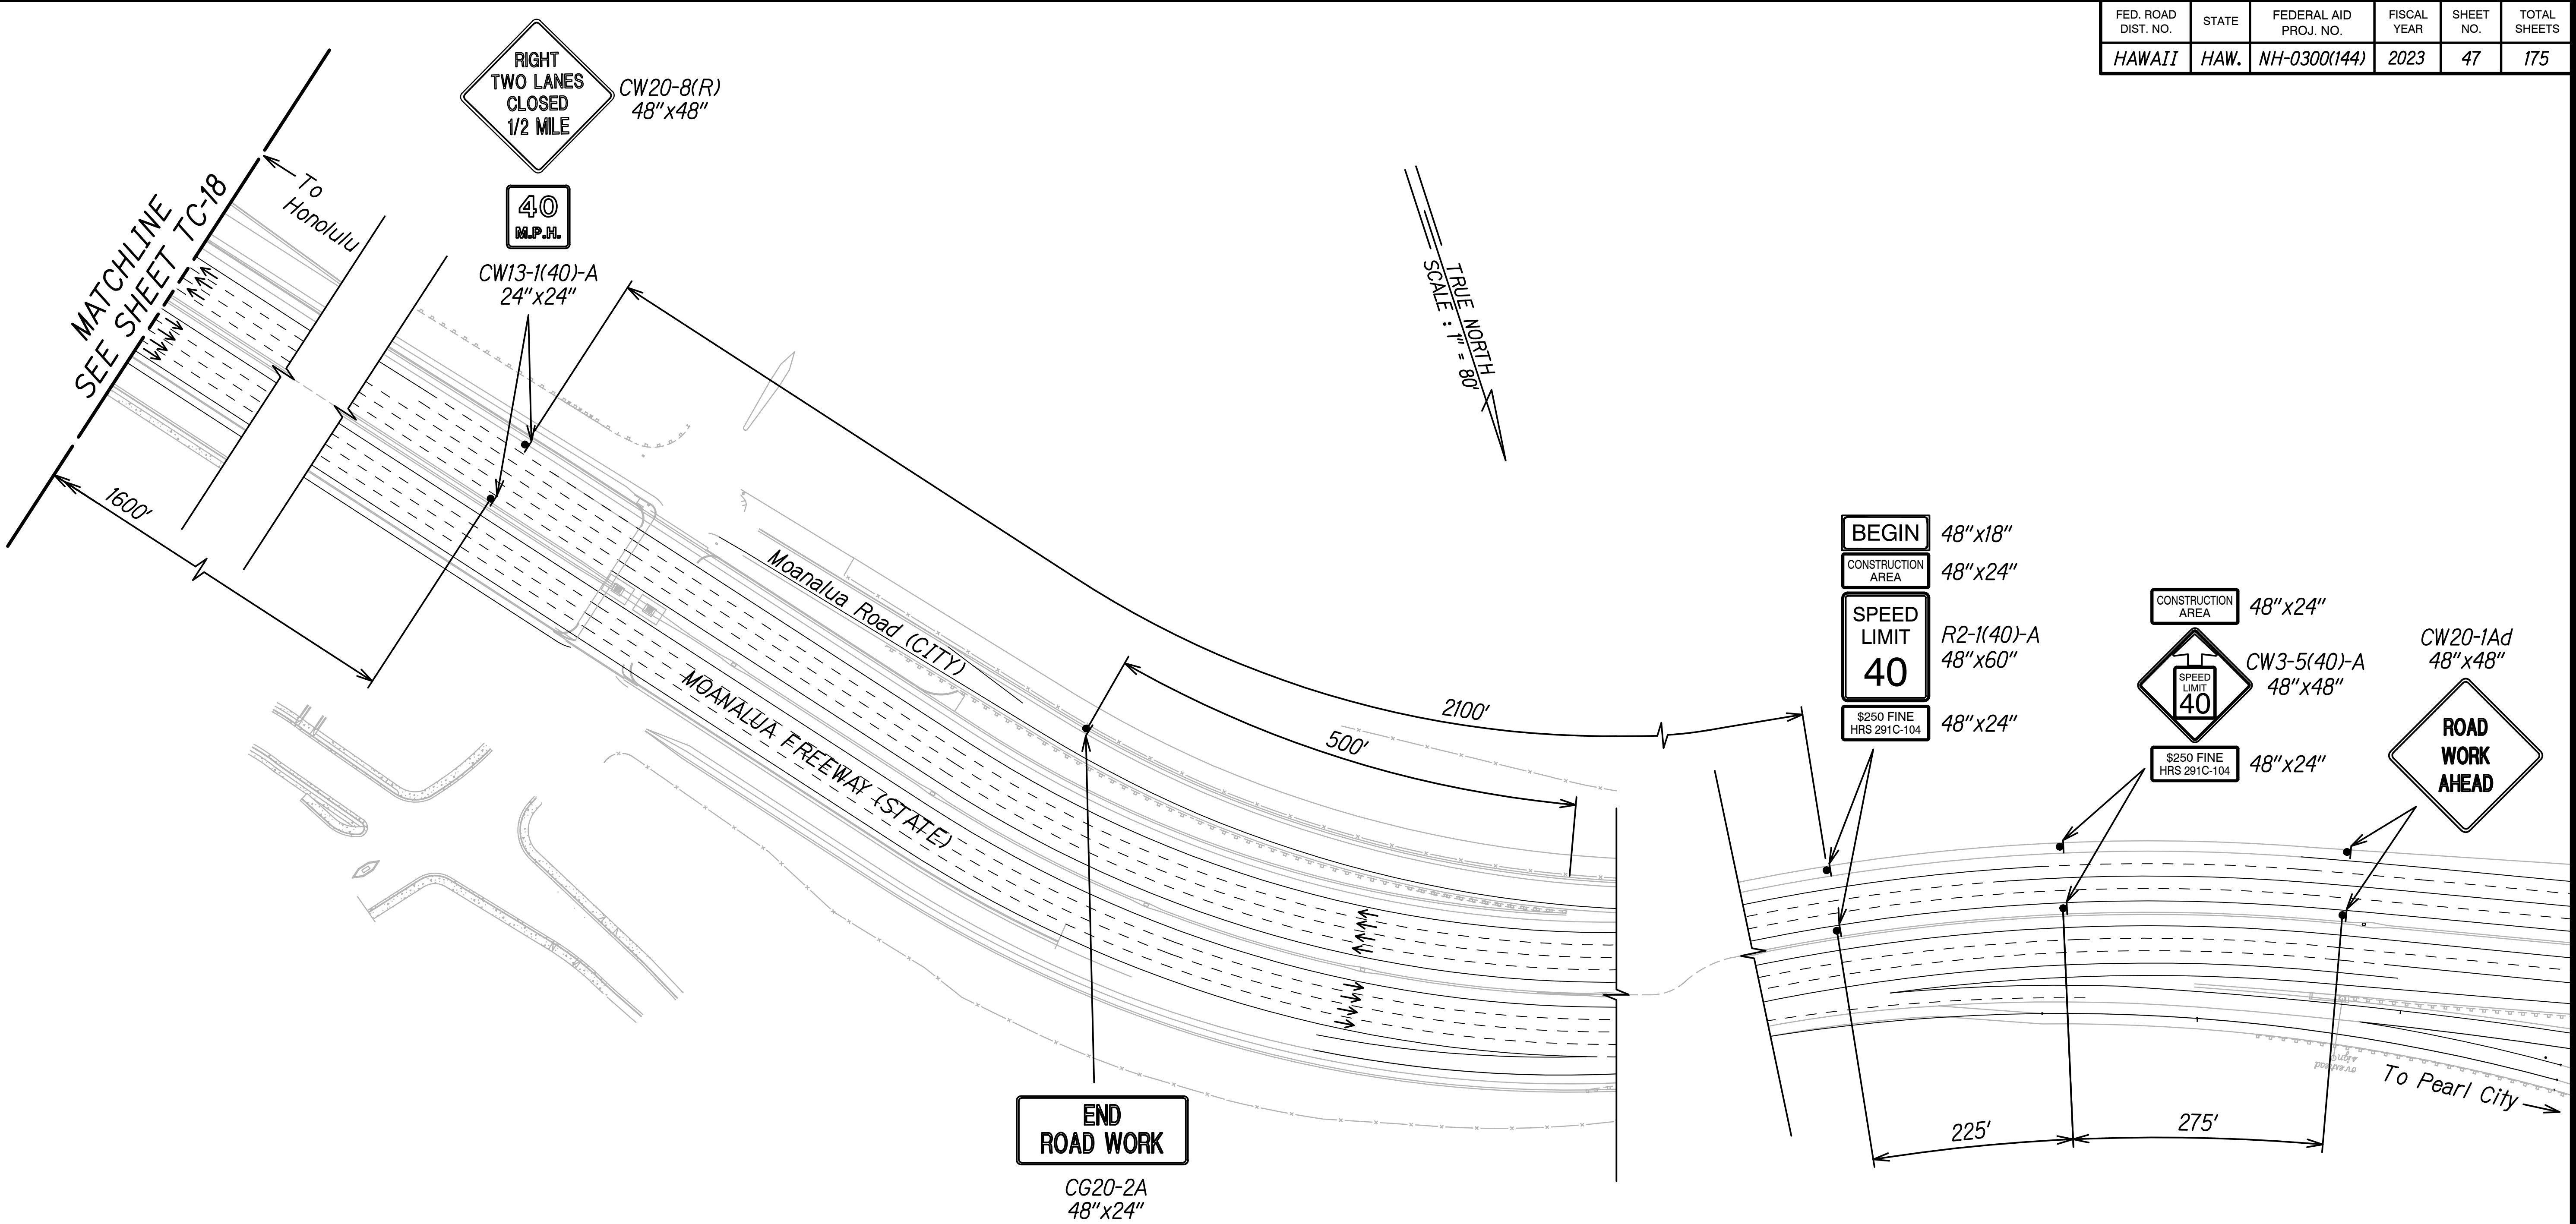 FED. ROAD DIST. NO.
STATE
FEDERAL AID PROJ. NO.
FISCAL YEAR
SHEET NO.
TOTAL SHEETS
HAWAII
HAW.
NH-0300(144)
2023
47
175
RIGHT
TWO LANES
CLOSED
1/2 MILE
CW20-8(R)
48"x48"
40
M.P.H.
CW13-1(40)-A
24"x24"
MATCHLINE
SEE SHEET TC-18
To
Honolulu
1600'
TRUE NORTH
SCALE : 1" = 80'
Moanalua Road (CITY)
MOANALUA FREEWAY (STATE)
2100'
500'
END
ROAD WORK
CG20-2A
48"x24"
BEGIN
48"x18"
CONSTRUCTION
AREA
48"x24"
SPEED
LIMIT
40
R2-1(40)-A
48"x60"
$250 FINE
HRS 291C-104
48"x24"
CONSTRUCTION
AREA
48"x24"
SPEED
LIMIT
40
CW3-5(40)-A
48"x48"
$250 FINE
HRS 291C-104
48"x24"
CW20-1Ad
48"x48"
ROAD
WORK
AHEAD
overhead
sign
To Pearl City
225'
275'